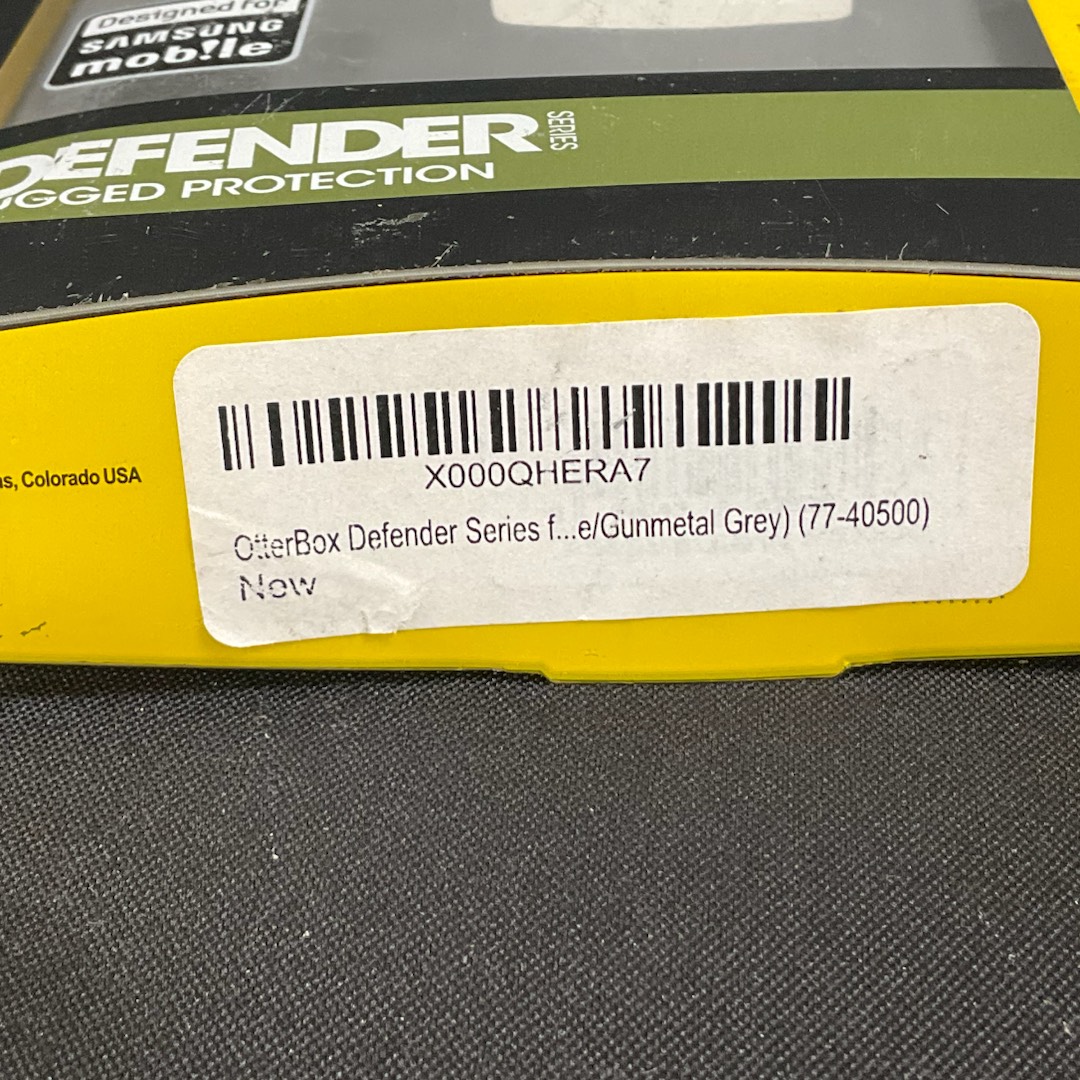 Designed for
SAMSUNG
mob!le
DEFENDER SERIES
GGED PROTECTION
s, Colorado USA
X000QHERA7
OtterBox Defender Series f...e/Gunmetal Grey) (77-40500)
New